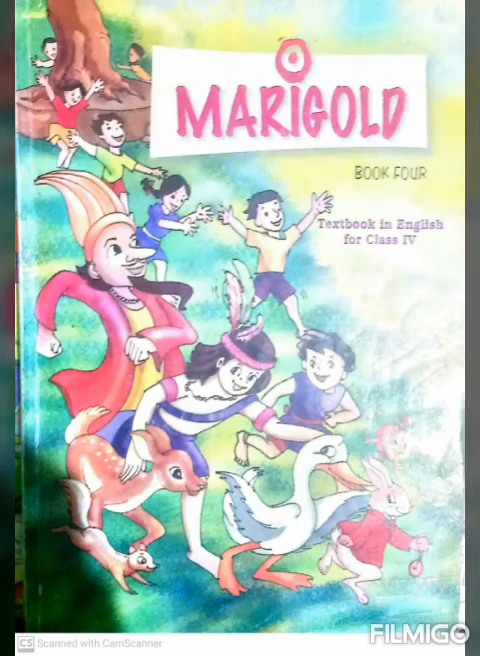 MARIGOLD
BOOK FOUR
Textbook in English
for Class IV
CS Scanned with CamScanner
FILMIGO